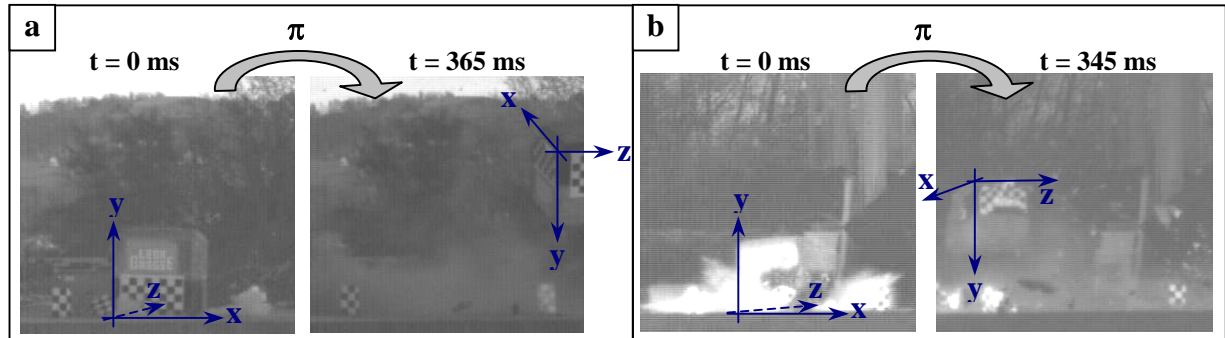 a
π
t = 0 ms
t = 365 ms
y
z
x
x
z
y
b
π
t = 0 ms
t = 345 ms
y
z
x
x
z
y